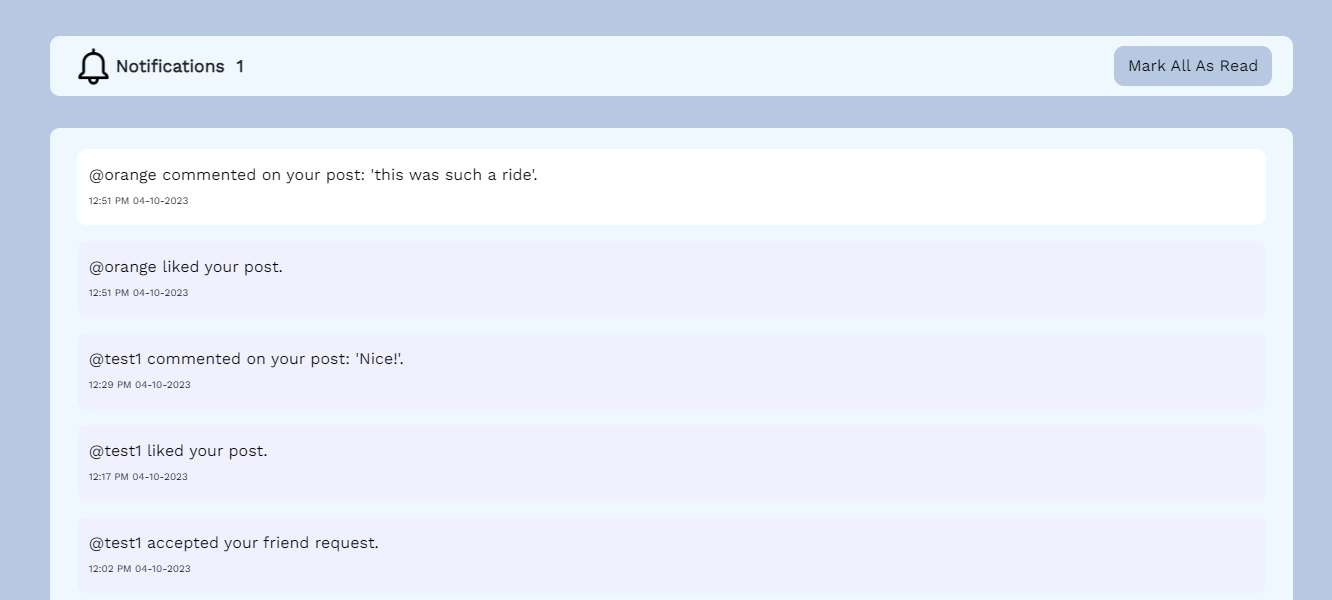 Notifications 1
Mark All As Read
@orange commented on your post: 'this was such a ride'.
12:51 PM 04-10-2023
@orange liked your post.
12:51 PM 04-10-2023
@test1 commented on your post: 'Nice!'.
12:29 PM 04-10-2023
@test1 liked your post.
12:17 PM 04-10-2023
@test1 accepted your friend request.
12:02 PM 04-10-2023